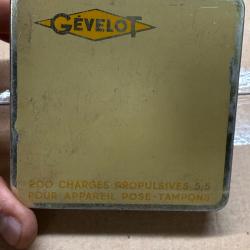 GÉVELOT
200 CHARGES PROPULSIVES 5,5
POUR APPAREIL POSE-TAMPONS